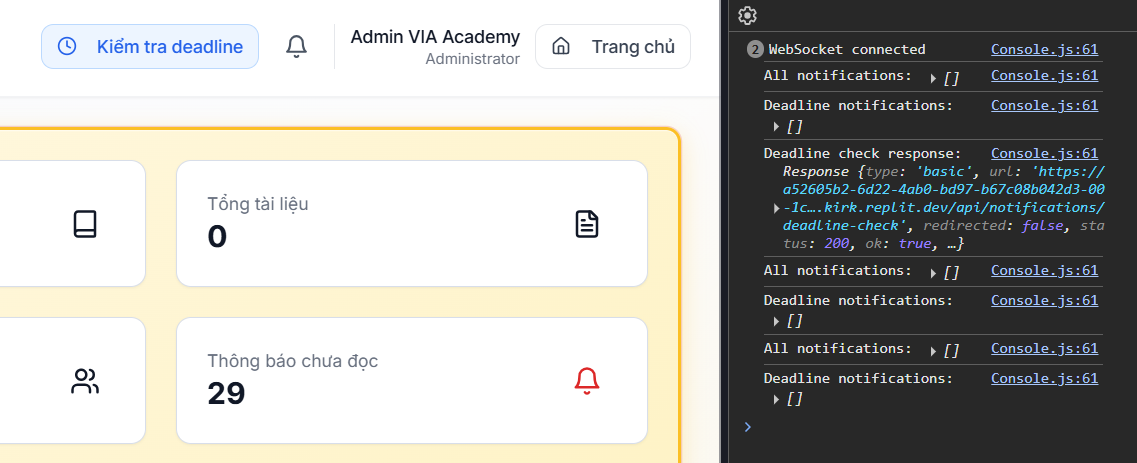 Kiểm tra deadline
Admin VIA Academy
Administrator
Trang chủ
Tổng tài liệu
0
Thông báo chưa đọc
29
2 WebSocket connected Console.js:61
All notifications: ▶ [] Console.js:61
Deadline notifications: Console.js:61
▶ []
Deadline check response: Console.js:61
Response {type: 'basic', url: 'https://
a52605b2-6d22-4ab0-bd97-b67c08b042d3-00
▶ -1c….kirk.replit.dev/api/notifications/
deadline-check', redirected: false, sta
tus: 200, ok: true, …}
All notifications: ▶ [] Console.js:61
Deadline notifications: Console.js:61
▶ []
All notifications: ▶ [] Console.js:61
Deadline notifications: Console.js:61
▶ []